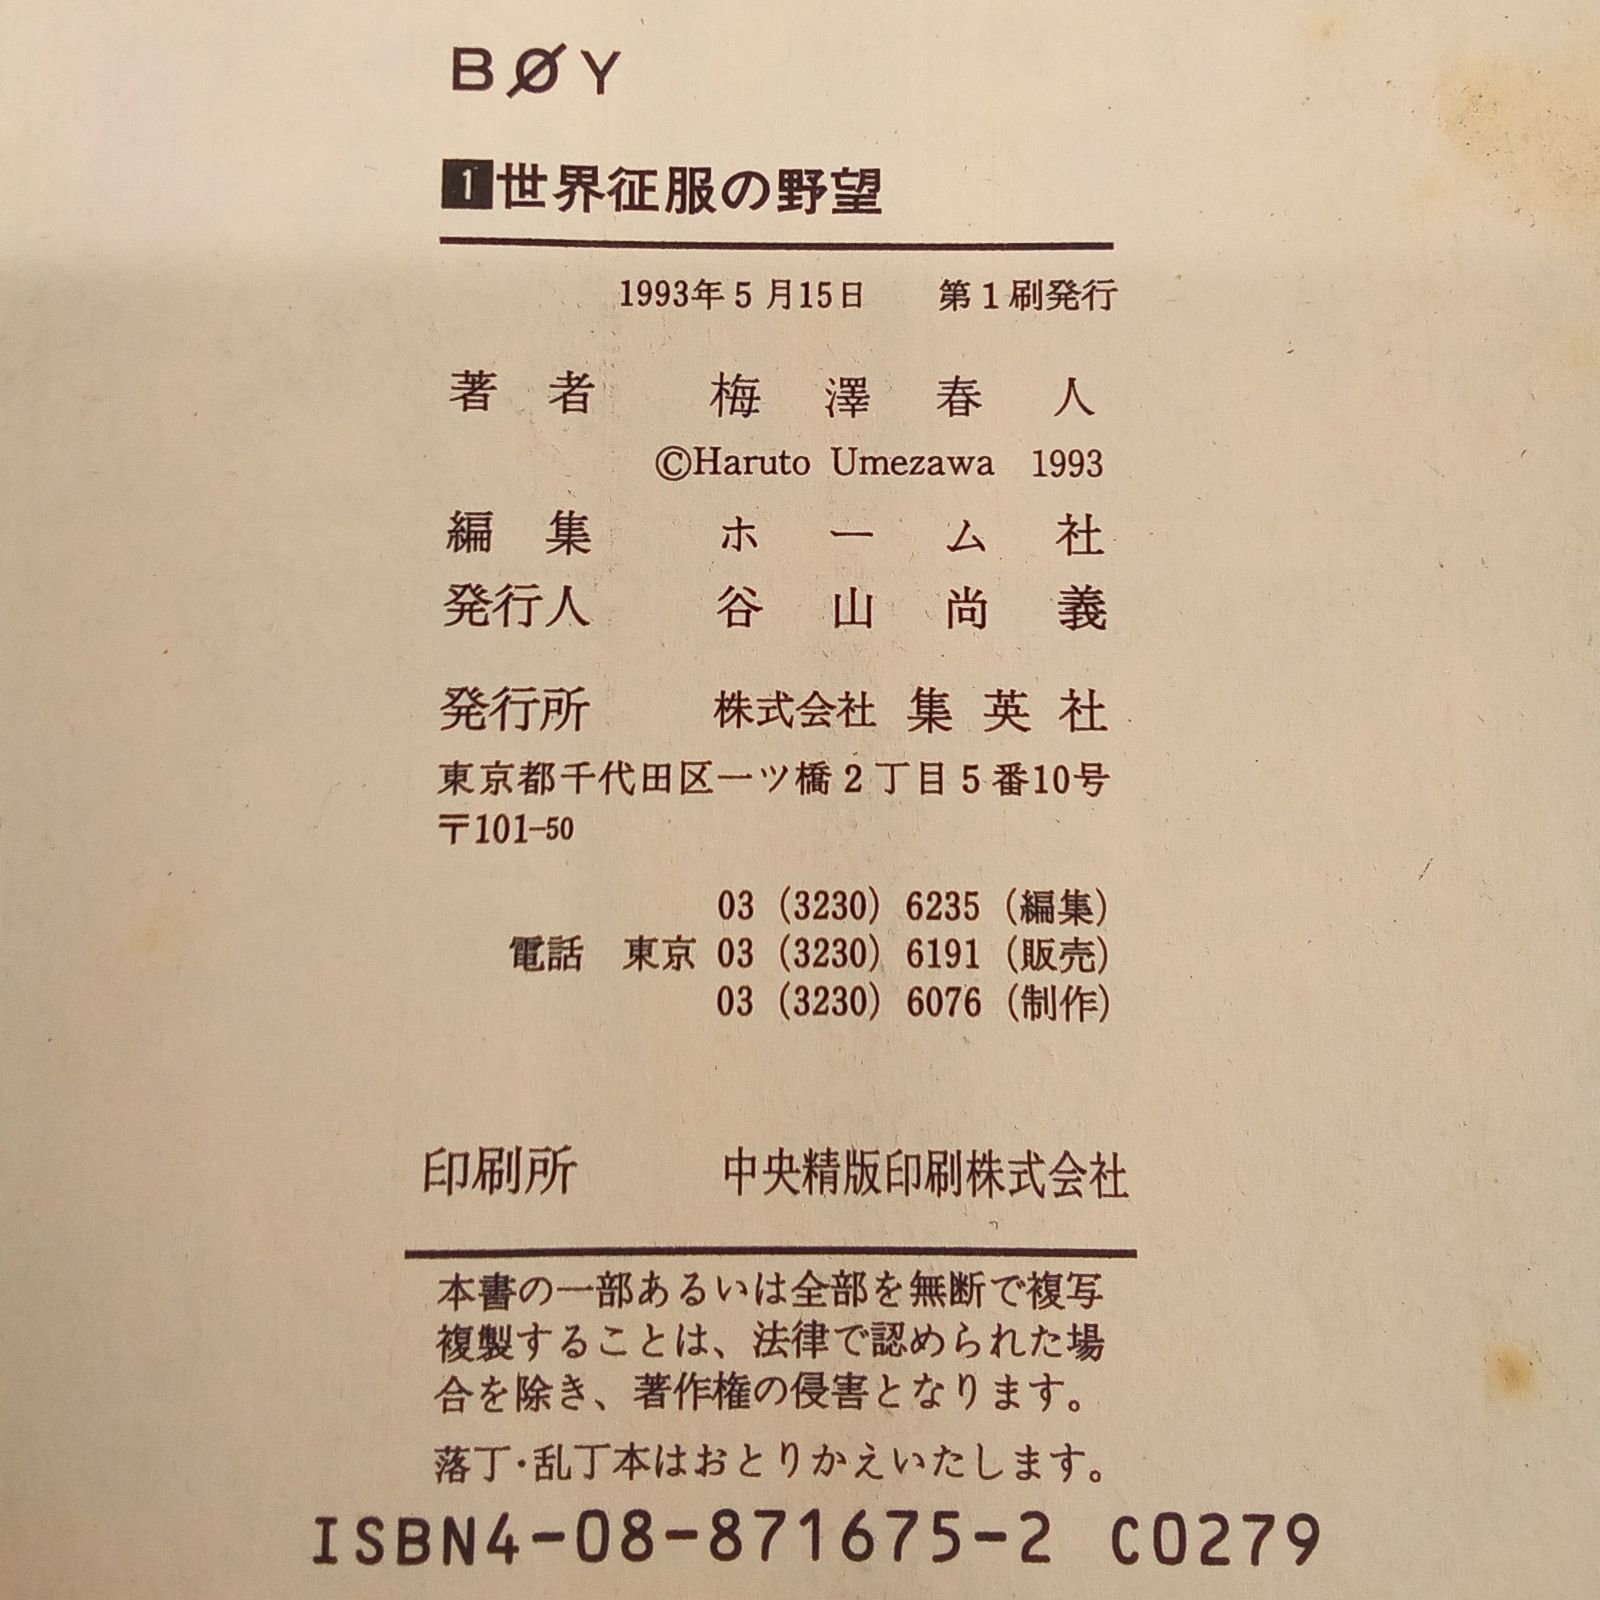 BØY
1世界征服の野望
1993年5月15日 第1刷発行
著者 梅澤春人
©Haruto Umezawa 1993
編集 ホーム社
発行人 谷山尚義
発行所 株式会社 集英社
東京都千代田区一ツ橋2丁目5番10号
〒101-50
03 (3230) 6235 (編集)
電話 東京 03 (3230) 6191 (販売)
03 (3230) 6076 (制作)
印刷所 中央精版印刷株式会社
本書の一部あるいは全部を無断で複写
複製することは、法律で認められた場
合を除き、著作権の侵害となります。
落丁・乱丁本はおとりかえいたします。
ISBN4-08-871675-2 C0279